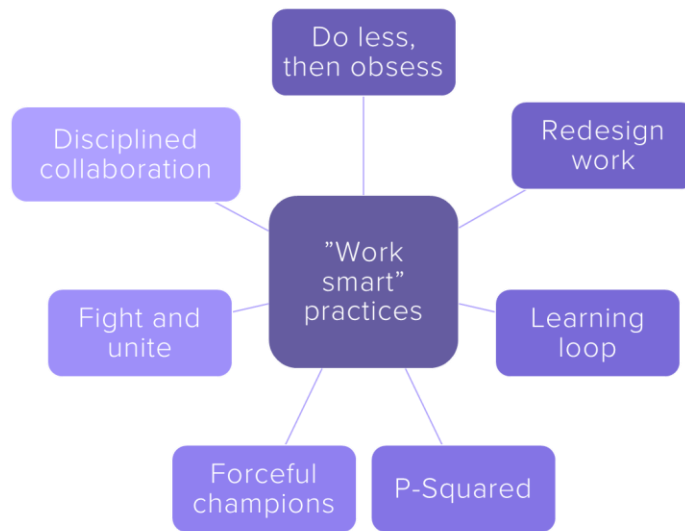 Do less,
then obsess
Redesign
work
Learning
loop
P-Squared
Forceful
champions
Fight and
unite
Disciplined
collaboration
”Work
smart”
practices